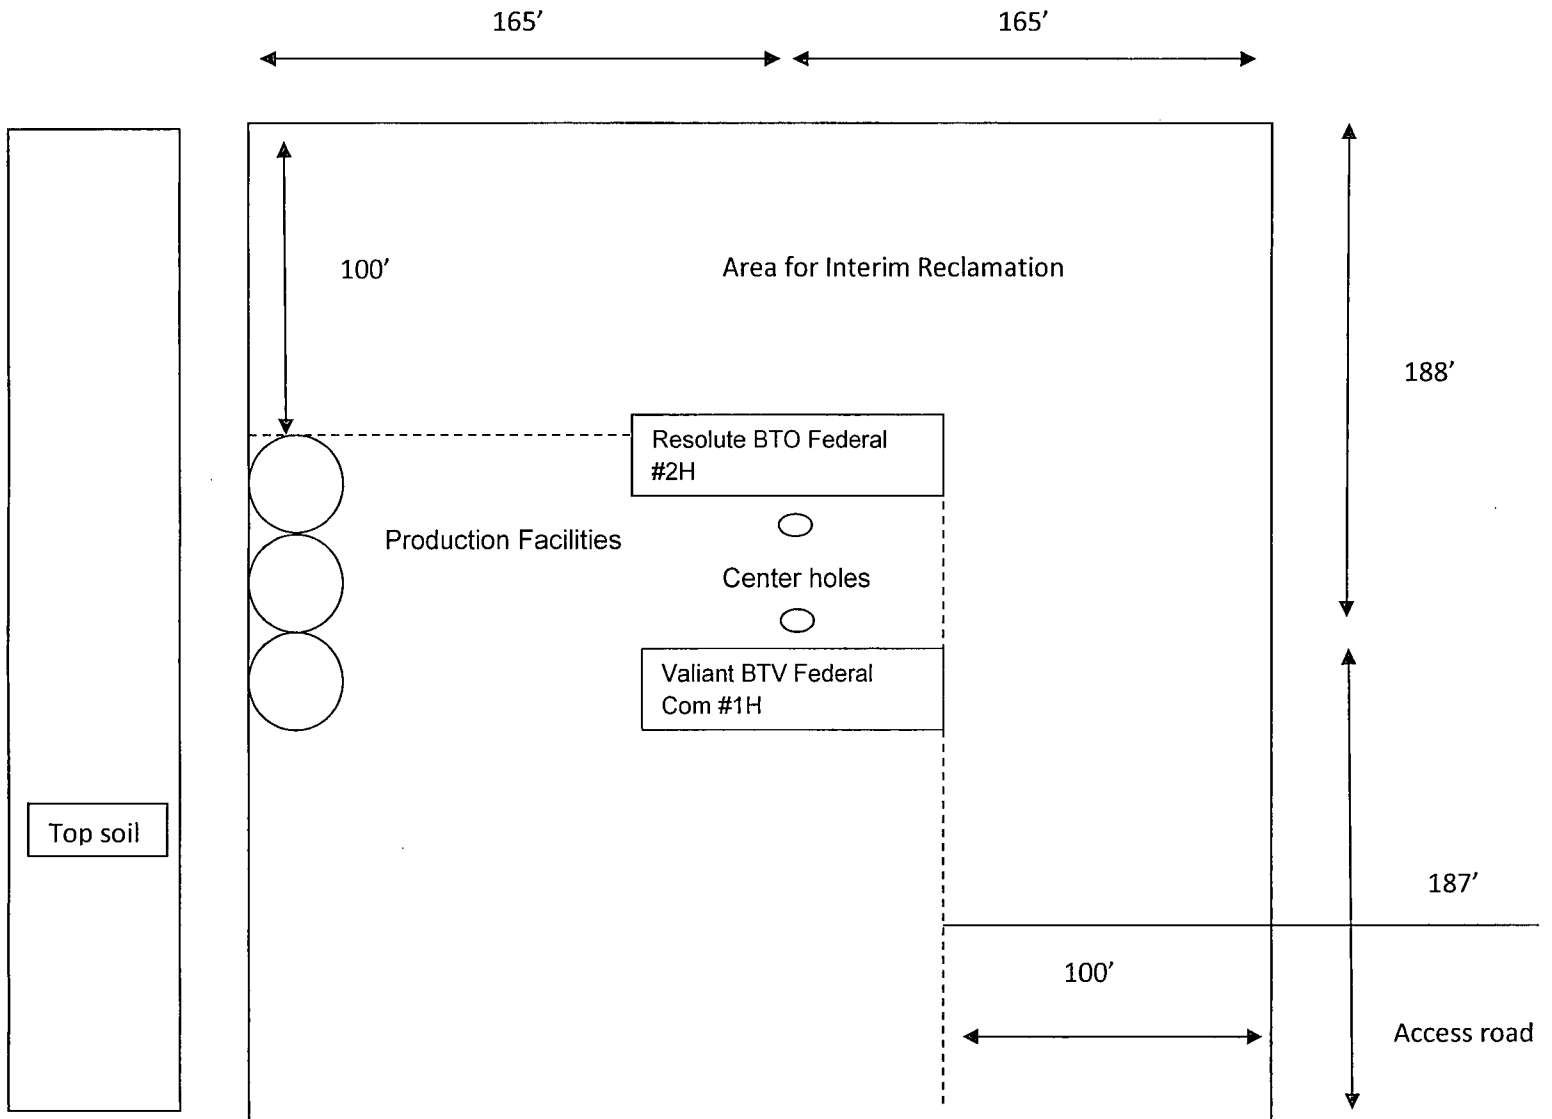 165’
165’
100’
Area for Interim Reclamation
188’
Resolute BTO Federal
#2H
Production Facilities
Center holes
Valiant BTV Federal
Com #1H
Top soil
187’
100’
Access road